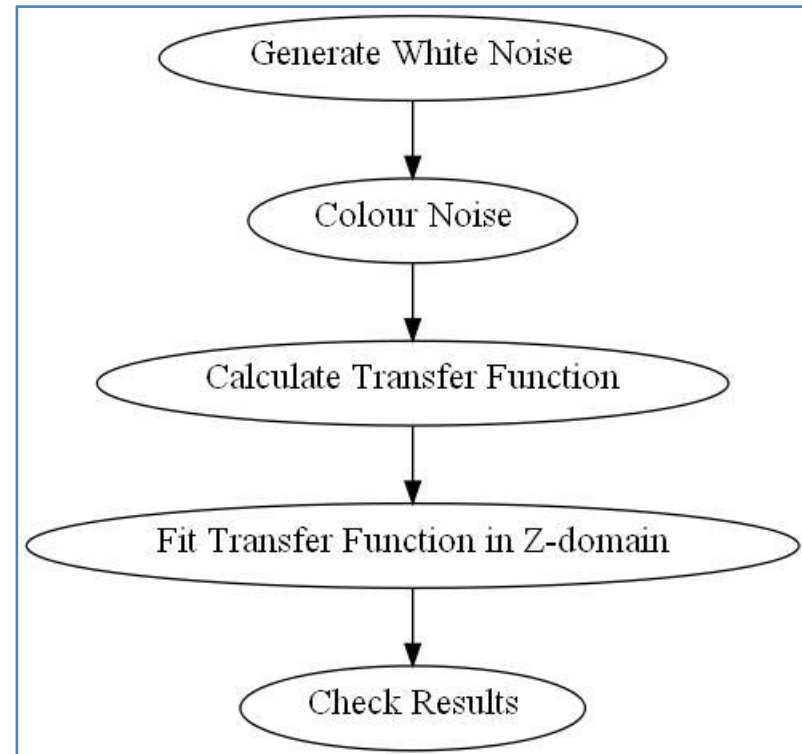 Generate White Noise
Colour Noise
Calculate Transfer Function
Fit Transfer Function in Z-domain
Check Results